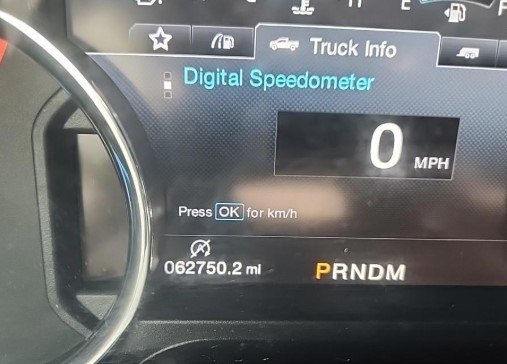 E F
Truck Info
Digital Speedometer
0 MPH
Press OK for km/h
062750.2 mi
PRNDM